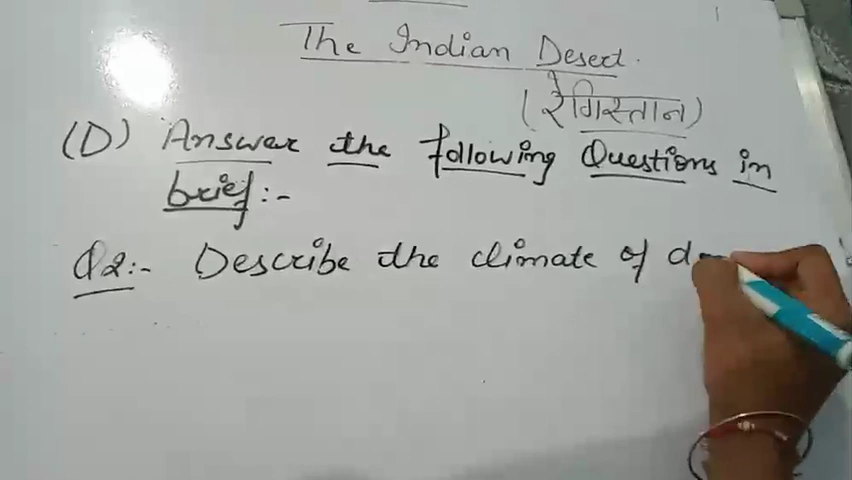 The Indian Desert.
(रेगिस्तान)
(D) Answer the following Questions in
brief:-
Q2:- Describe the climate of